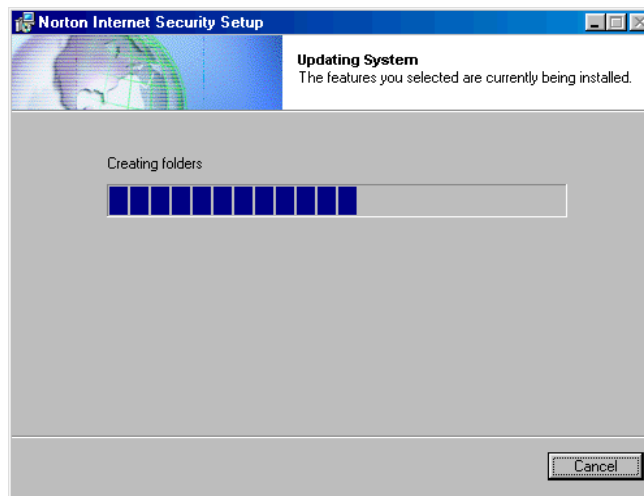 Norton Internet Security Setup
Updating System
The features you selected are currently being installed.
Creating folders
Cancel